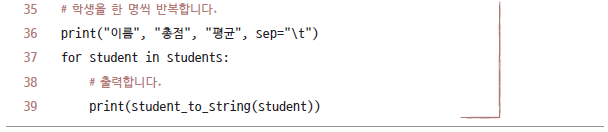 35 # 학생을 한 명씩 반복합니다.
36 print("이름", "총점", "평균", sep="\t")
37 for student in students:
38     # 출력합니다.
39     print(student_to_string(student))